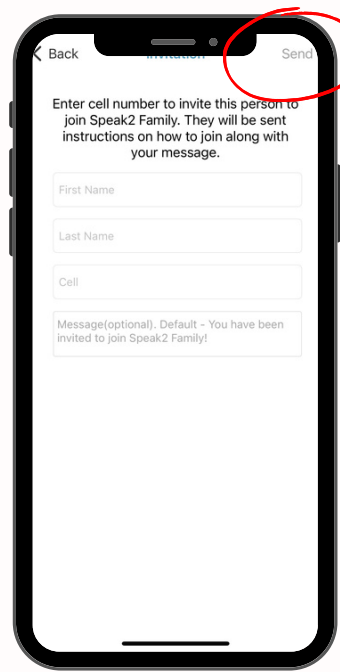 Back
Invitation
Send
Enter cell number to invite this person to
join Speak2 Family. They will be sent
instructions on how to join along with
your message.
First Name
Last Name
Cell
Message(optional). Default - You have been
invited to join Speak2 Family!